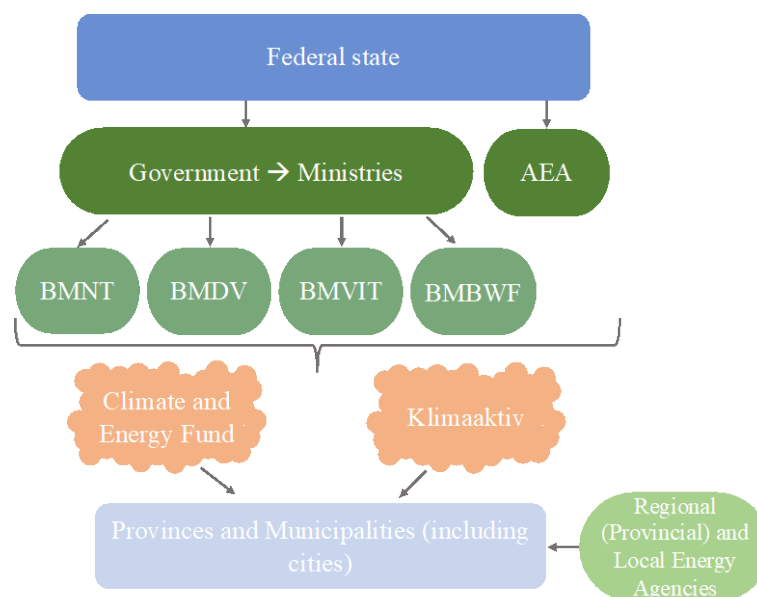 Federal state
Government → Ministries
AEA
BMNT
BMDV
BMVIT
BMBWF
Climate and
Energy Fund
Klimaaktiv
Provinces and Municipalities (including
cities)
Regional
(Provincial) and
Local Energy
Agencies